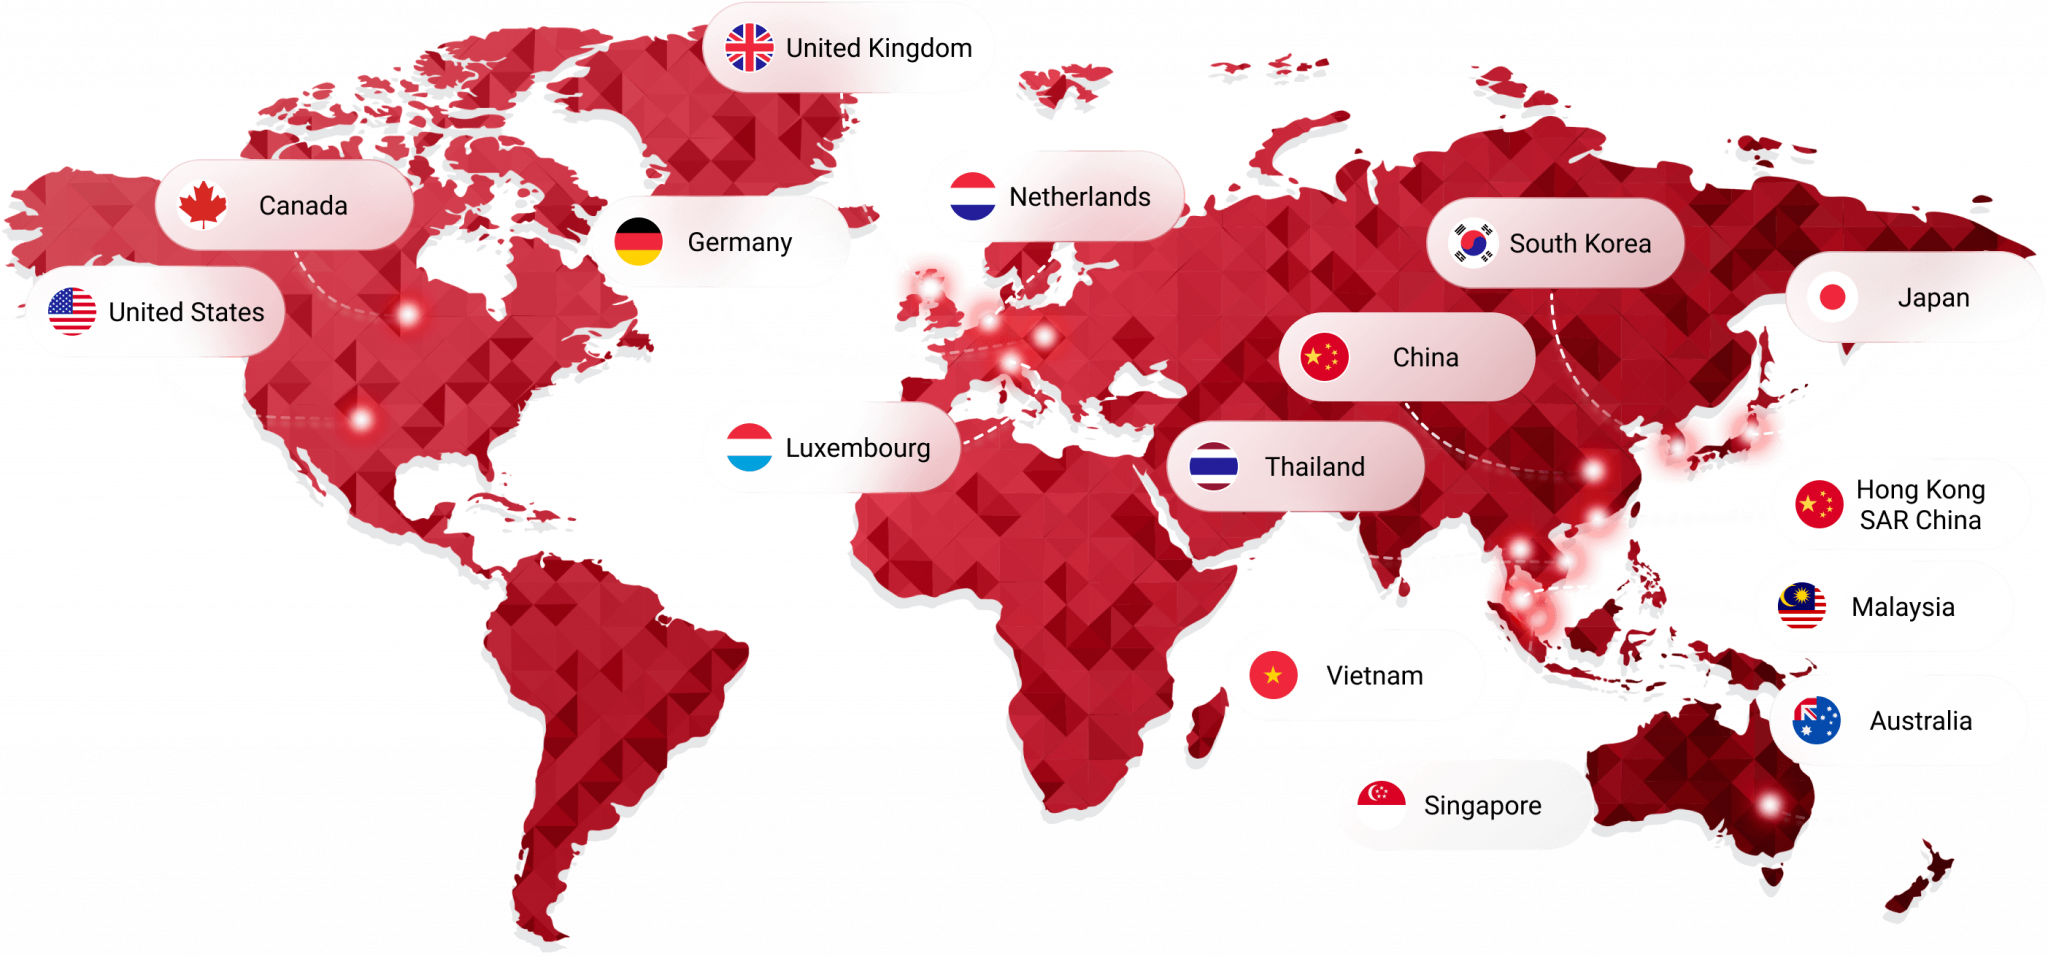 United Kingdom
Canada
Netherlands
Germany
South Korea
United States
Japan
China
Luxembourg
Thailand
Hong Kong
SAR China
Malaysia
Vietnam
Australia
Singapore